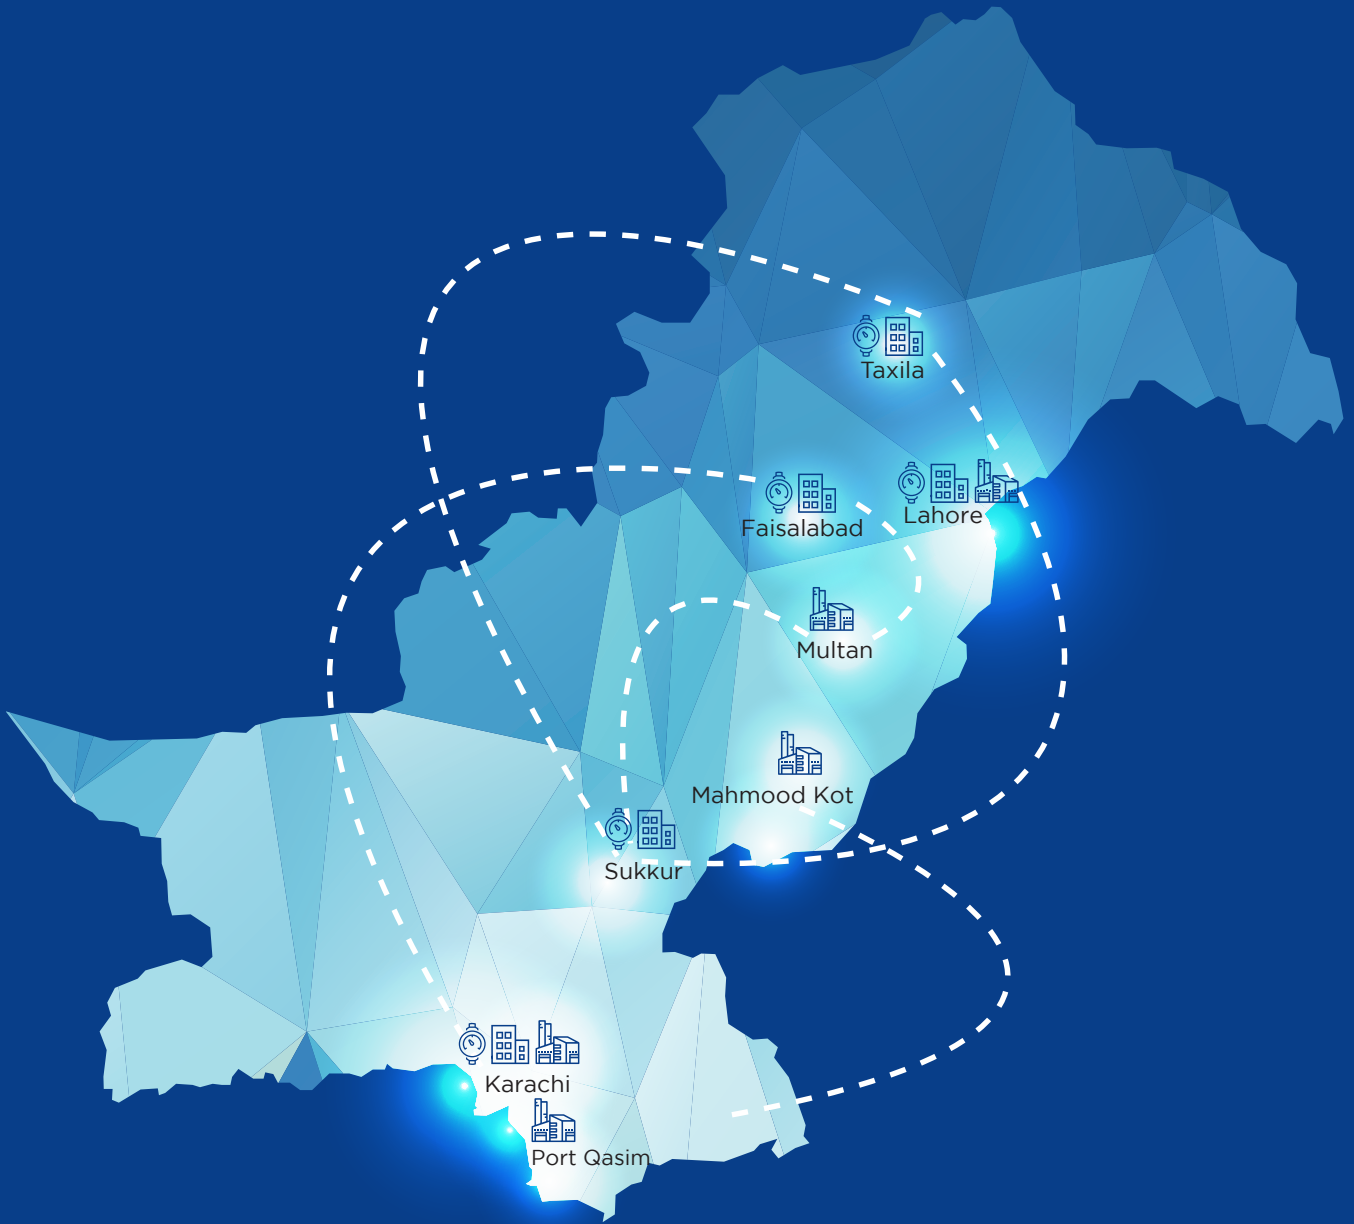 Taxila
Lahore
Faisalabad
Multan
Mahmood Kot
Sukkur
Karachi
Port Qasim